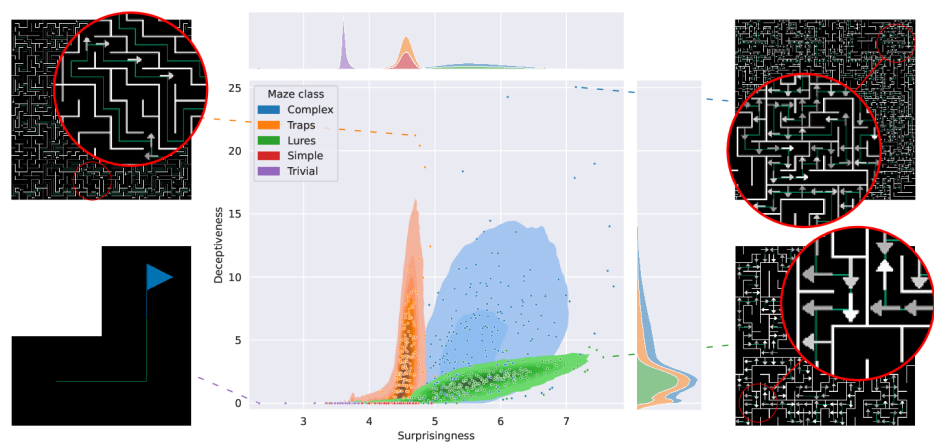 25
20
15
10
5
0
Deceptiveness
Maze class
Complex
Traps
Lures
Simple
Trivial
3 4 5 6 7
Surprisingness